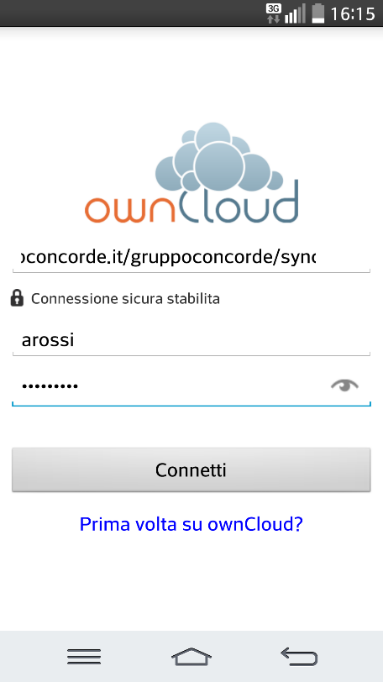 3G 16:15
ownCloud
oconcorde.it/gruppoconcorde/sync
Connessione sicura stabilita
arossi
•••••••••
Connetti
Prima volta su ownCloud?